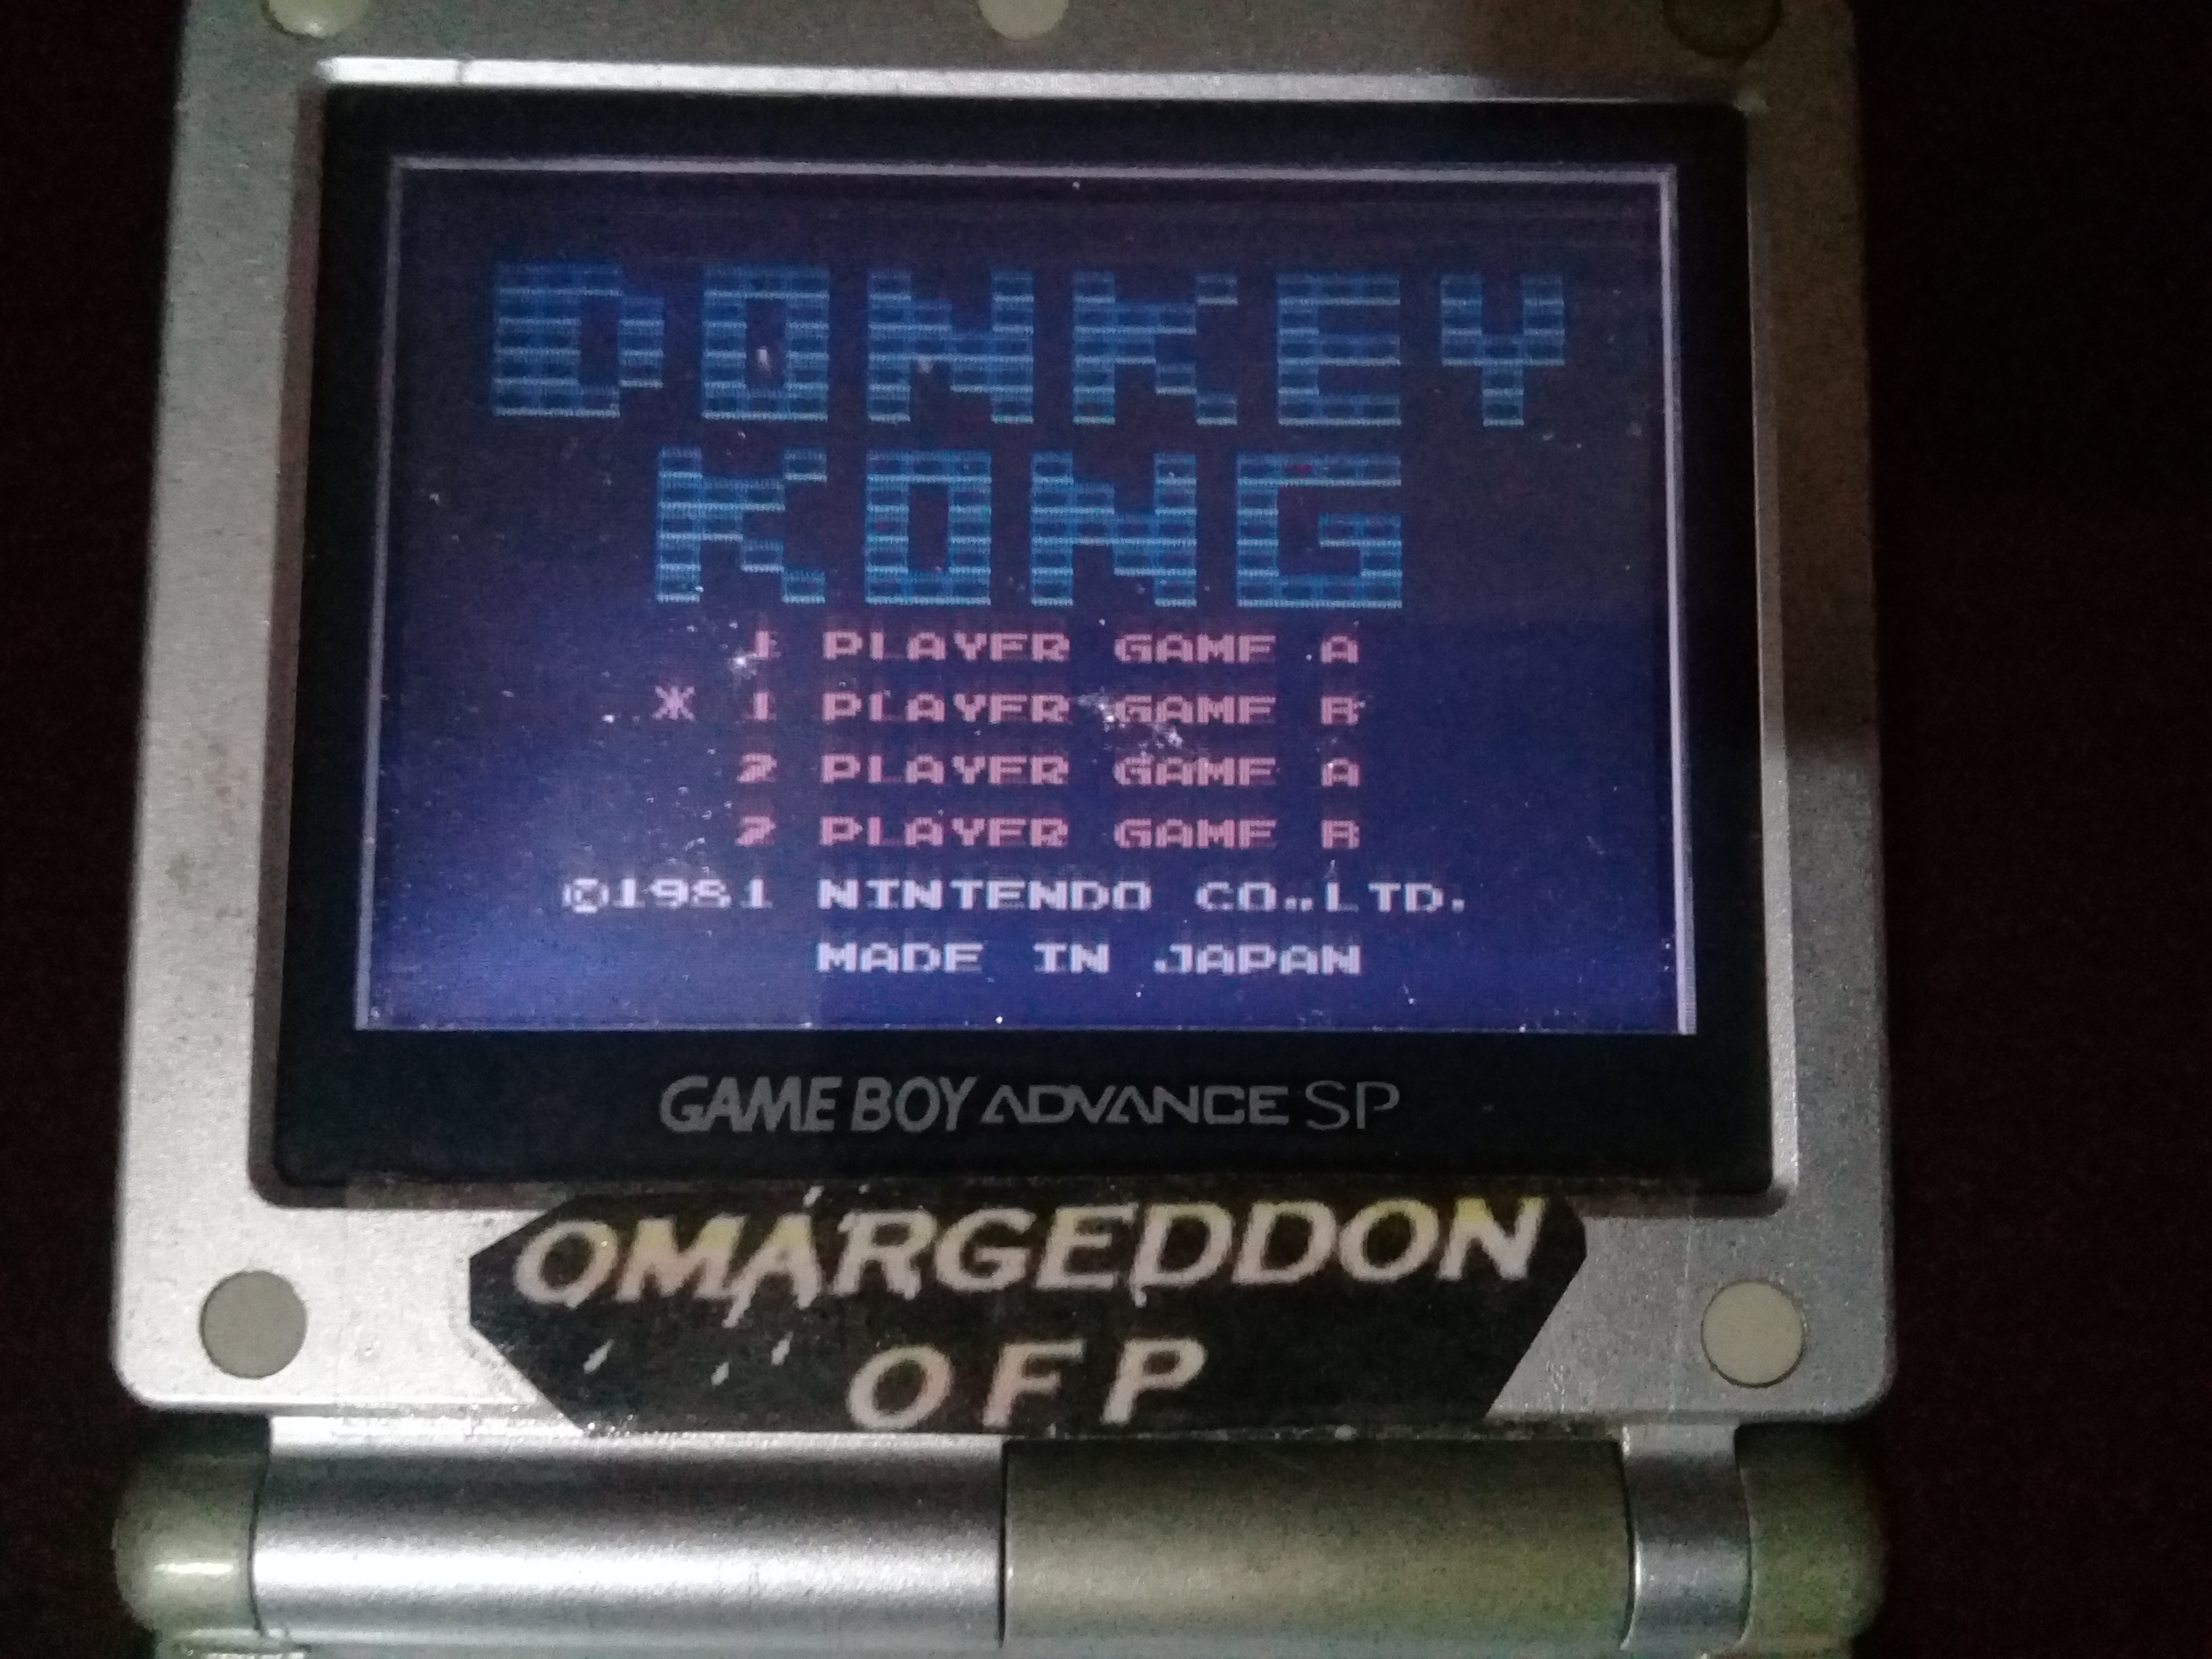 DONKEY
KONG
1 PLAYER GAME A
* 1 PLAYER GAME B
2 PLAYER GAME A
2 PLAYER GAME B
©1981 NINTENDO CO.,LTD.
MADE IN JAPAN
GAME BOY ADVANCE SP
OMARGEDDON
OFP